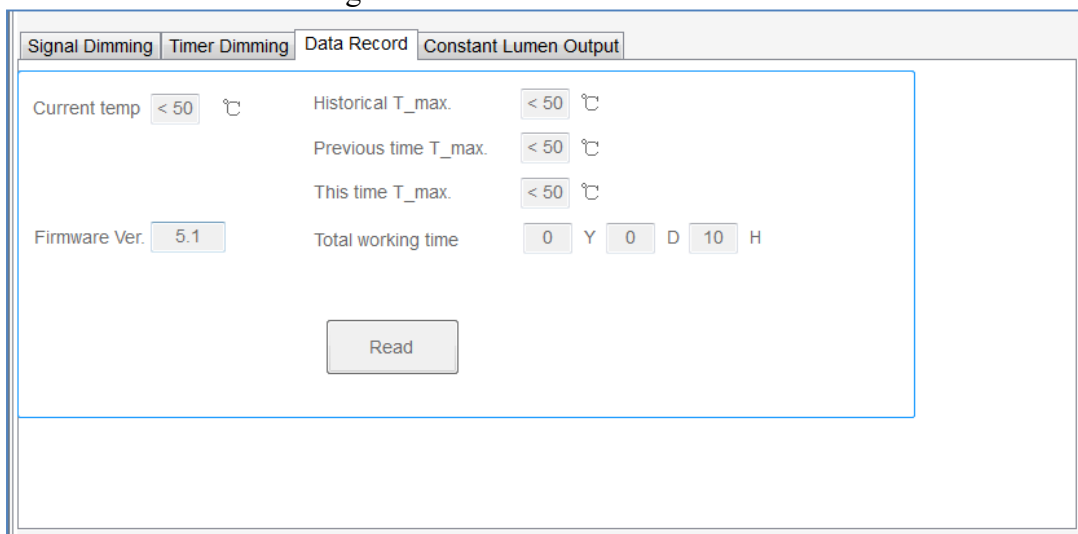 Signal Dimming Timer Dimming Data Record Constant Lumen Output
Current temp < 50 ℃ Historical T_max. < 50 ℃
Previous time T_max. < 50 ℃
This time T_max. < 50 ℃
Firmware Ver. 5.1 Total working time 0 Y 0 D 10 H
Read